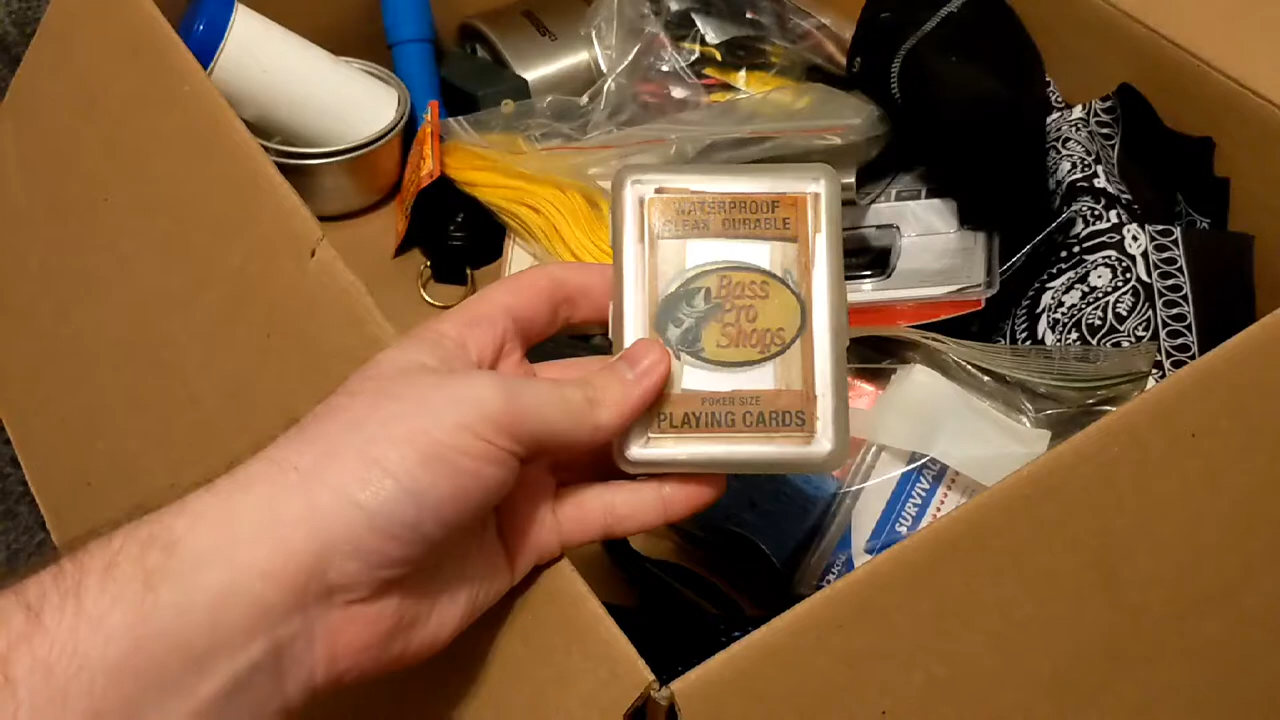 WATERPROOF
CLEAR DURABLE
Bass
Pro
Shops
POKER SIZE
PLAYING CARDS
SURVIVAL